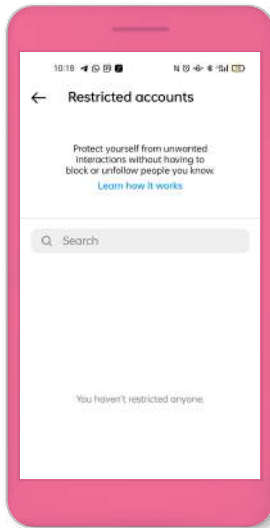 10:18
Restricted accounts
Protect yourself from unwanted
interactions without having to
block or unfollow people you know.
Learn how it works
Search
You haven't restricted anyone.